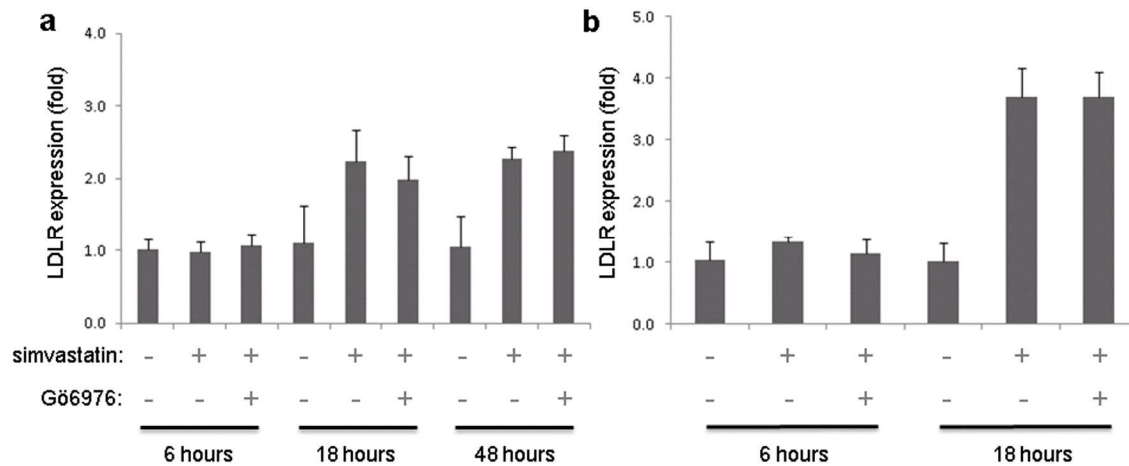 a
LDLR expression (fold)
4.0
3.0
2.0
1.0
0.0
b
LDLR expression (fold)
5.0
4.0
3.0
2.0
1.0
0.0
simvastatin: - + + - + + - + + - + + - + +
Gö6976: - - + - - + - - + - - + - - +
6 hours 18 hours 48 hours 6 hours 18 hours